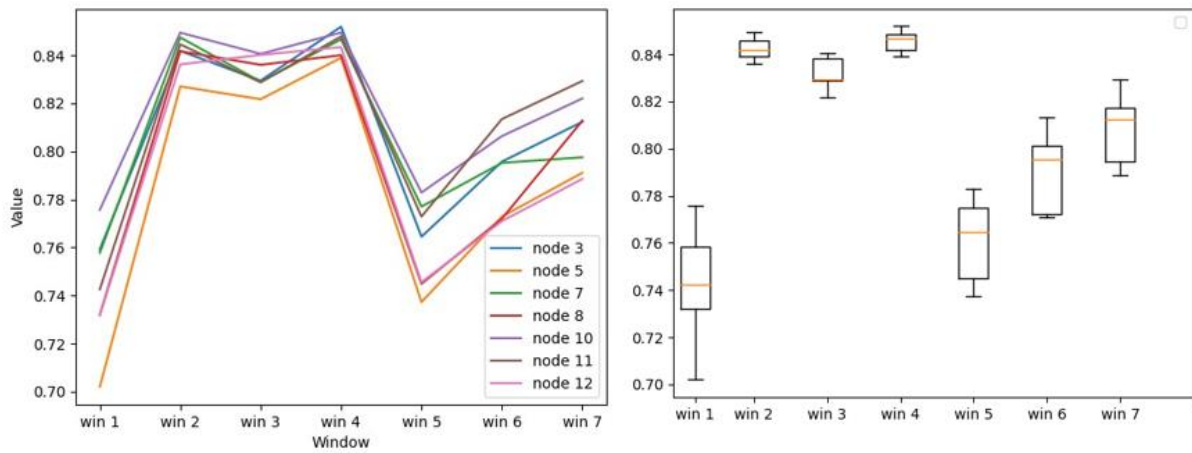 0.84
0.82
0.80
0.78
0.76
0.74
0.72
0.70
Value
win 1 win 2 win 3 win 4 win 5 win 6 win 7
Window
node 3
node 5
node 7
node 8
node 10
node 11
node 12
0.84
0.82
0.80
0.78
0.76
0.74
0.72
0.70
win 1 win 2 win 3 win 4 win 5 win 6 win 7